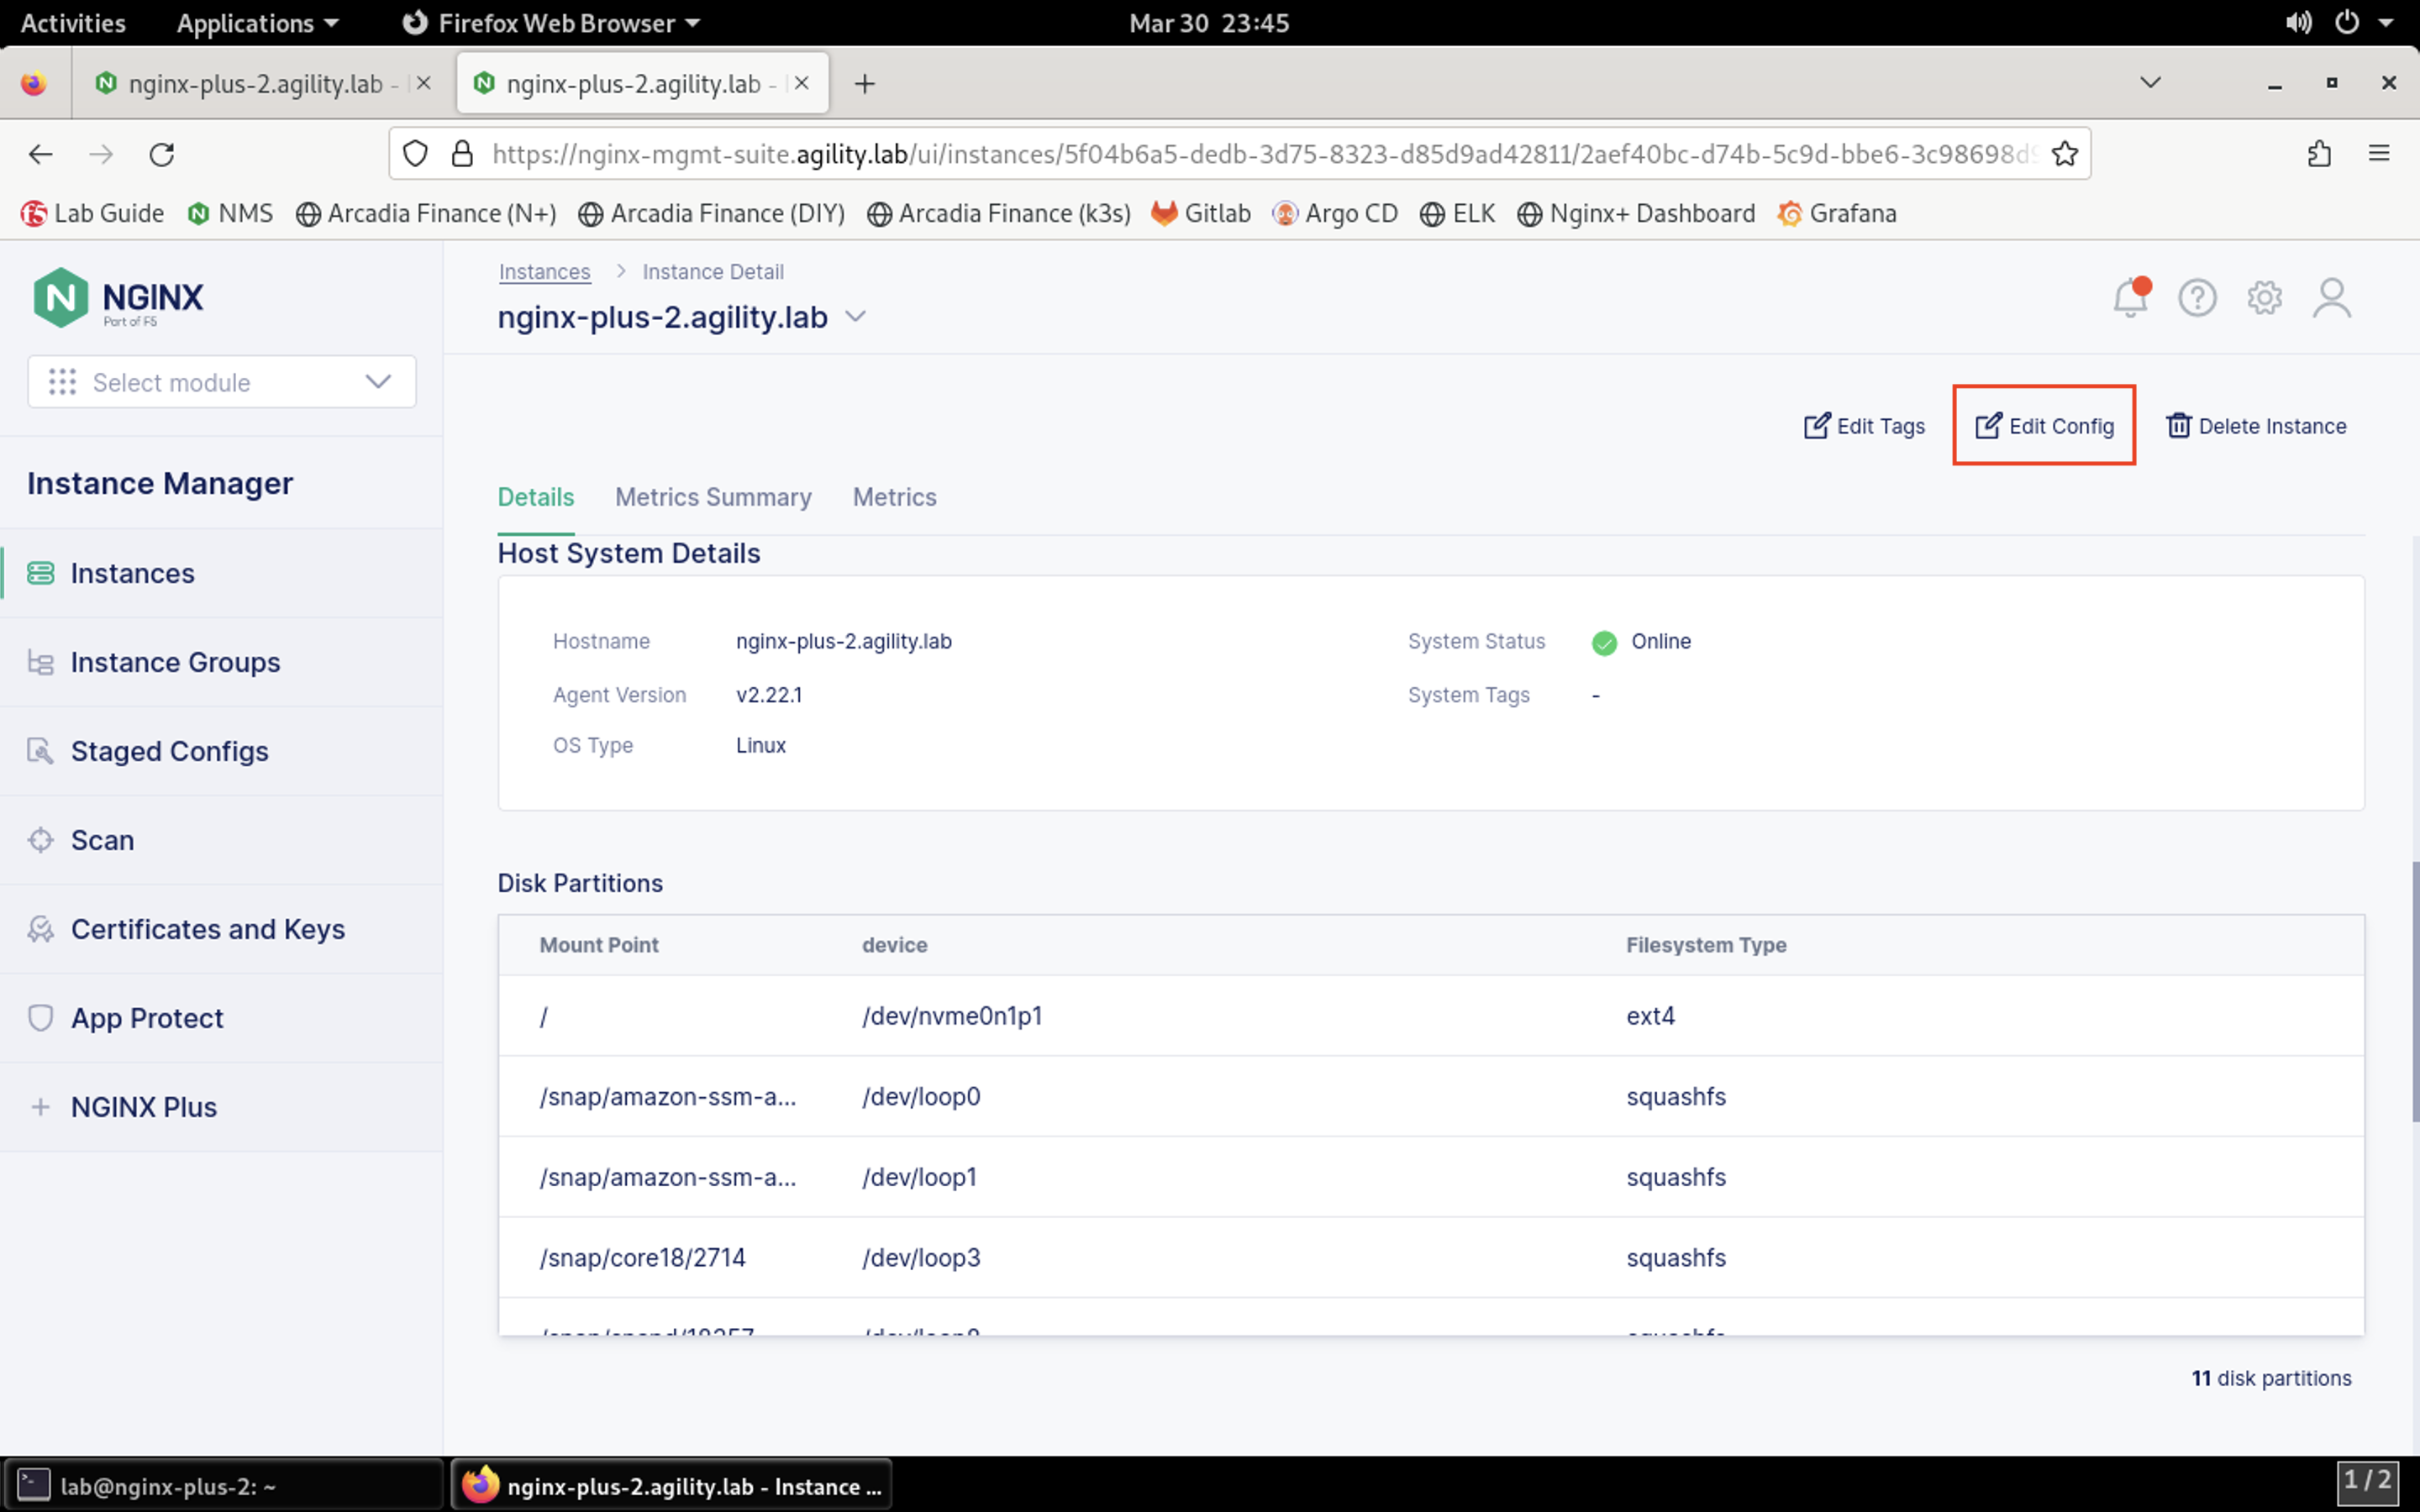 Activities Applications Firefox Web Browser Mar 30 23:45
nginx-plus-2.agility.lab - nginx-plus-2.agility.lab -
https://nginx-mgmt-suite.agility.lab/ui/instances/5f04b6a5-dedb-3d75-8323-d85d9ad42811/2aef40bc-d74b-5c9d-bbe6-3c98698d9
Lab Guide NMS Arcadia Finance (N+) Arcadia Finance (DIY) Arcadia Finance (k3s) Gitlab Argo CD ELK Nginx+ Dashboard Grafana
NGINX
Part of F5
Select module
Instance Manager
Instances
Instance Groups
Staged Configs
Scan
Certificates and Keys
App Protect
NGINX Plus
Instances > Instance Detail
nginx-plus-2.agility.lab
Edit Tags Edit Config Delete Instance
Details Metrics Summary Metrics
Host System Details
Hostname nginx-plus-2.agility.lab System Status Online
Agent Version v2.22.1 System Tags -
OS Type Linux
Disk Partitions
Mount Point device Filesystem Type
/ /dev/nvme0n1p1 ext4
/snap/amazon-ssm-a... /dev/loop0 squashfs
/snap/amazon-ssm-a... /dev/loop1 squashfs
/snap/core18/2714 /dev/loop3 squashfs
11 disk partitions
lab@nginx-plus-2: ~ nginx-plus-2.agility.lab - Instance ... 1 / 2